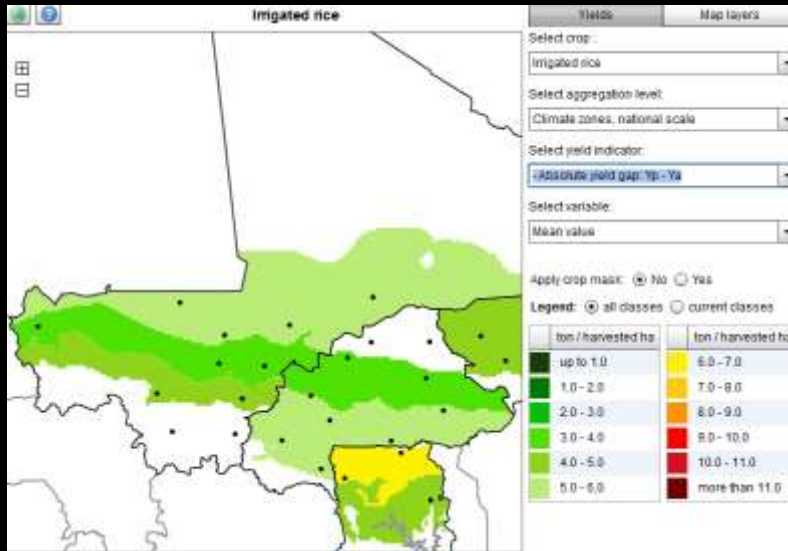 Irrigated rice
Yields
Map layers
Select crop :
Irrigated rice
Select aggregation level:
Climate zones, national scale
Select yield indicator:
-Absolute yield gap: Yp - Ya
Select variable:
Mean value
Apply crop mask: No Yes
Legend: all classes current classes
ton / harvested ha
up to 1.0
1.0 - 2.0
2.0 - 3.0
3.0 - 4.0
4.0 - 5.0
5.0 - 6.0
ton / harvested ha
6.0 - 7.0
7.0 - 8.0
8.0 - 9.0
9.0 - 10.0
10.0 - 11.0
more than 11.0